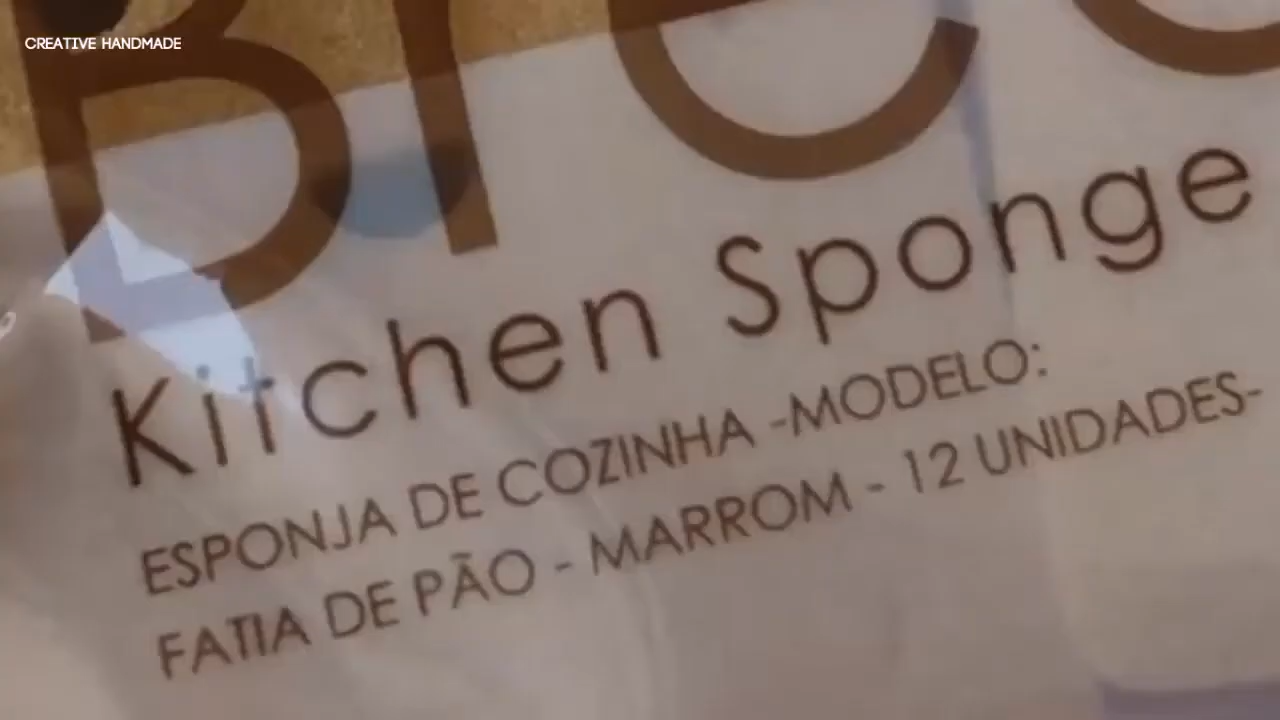 CREATIVE HANDMADE
Kitchen Sponge
ESPONJA DE COZINHA -MODELO:
FATIA DE PÃO - MARROM - 12 UNIDADES-